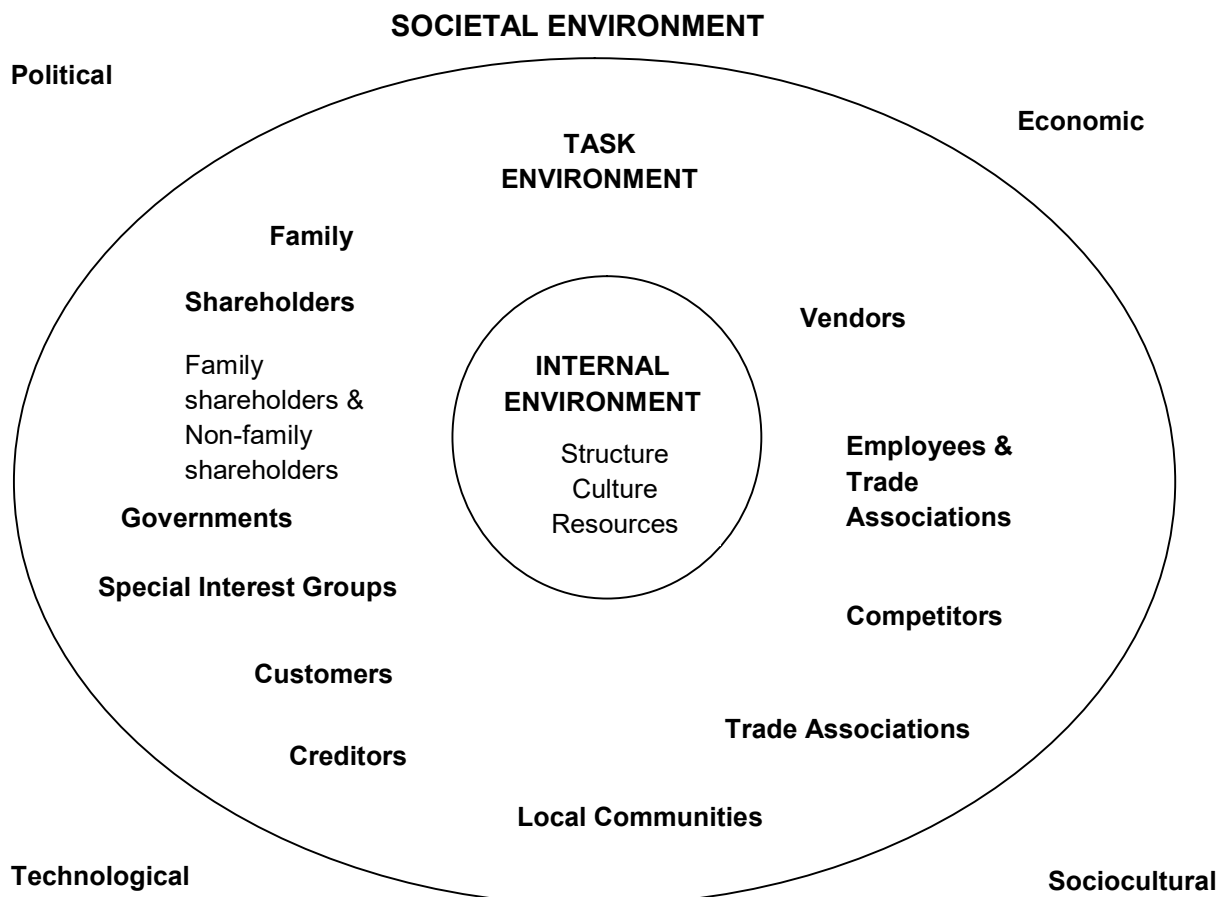 SOCIETAL ENVIRONMENT
Political
Economic
TASK
ENVIRONMENT
Family
Shareholders
Family
shareholders &
Non-family
shareholders
Vendors
INTERNAL
ENVIRONMENT
Structure
Culture
Resources
Employees &
Trade
Associations
Governments
Special Interest Groups
Competitors
Customers
Trade Associations
Creditors
Local Communities
Technological
Sociocultural